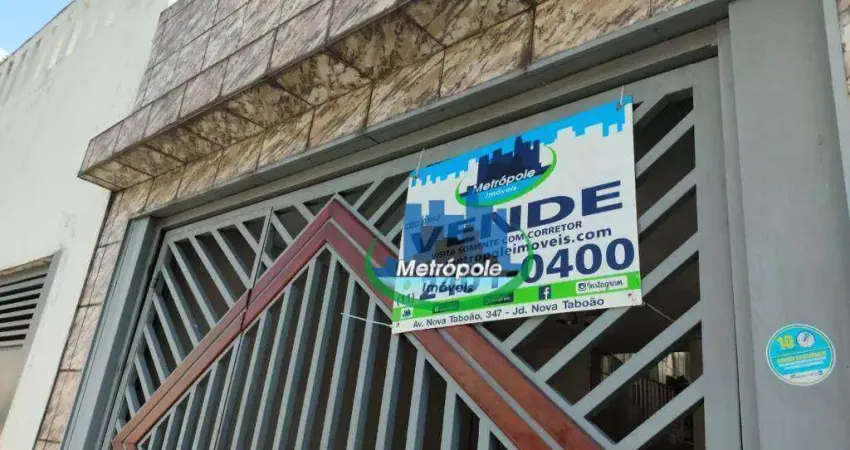 Metrópole
Imóveis
VENDE
VISITA SOMENTE COM CORRETOR
metropoleimoveis.com
0400
Metrópole
Imóveis
Instagram
Av. Nova Taboão, 347 - Jd. Nova Taboão
10